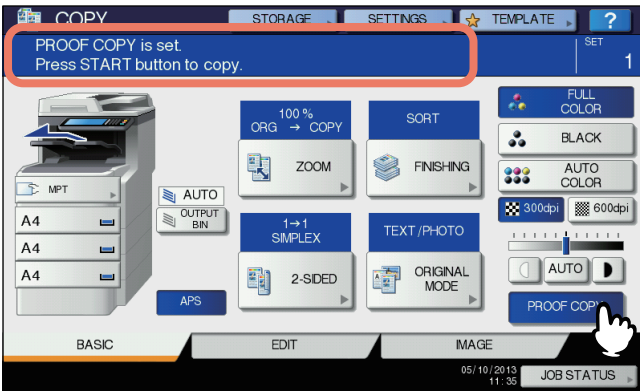 COPY
STORAGE
SETTINGS
TEMPLATE
?
PROOF COPY is set.
Press START button to copy.
SET
1
100 %
ORG → COPY
ZOOM
SORT
FINISHING
FULL
COLOR
BLACK
AUTO
COLOR
300dpi
600dpi
MPT
A4
A4
A4
AUTO
OUTPUT
BIN
APS
1→1
SIMPLEX
2-SIDED
TEXT/PHOTO
ORIGINAL
MODE
AUTO
PROOF COPY
BASIC
EDIT
IMAGE
05/10/2013
11:35
JOB STATUS